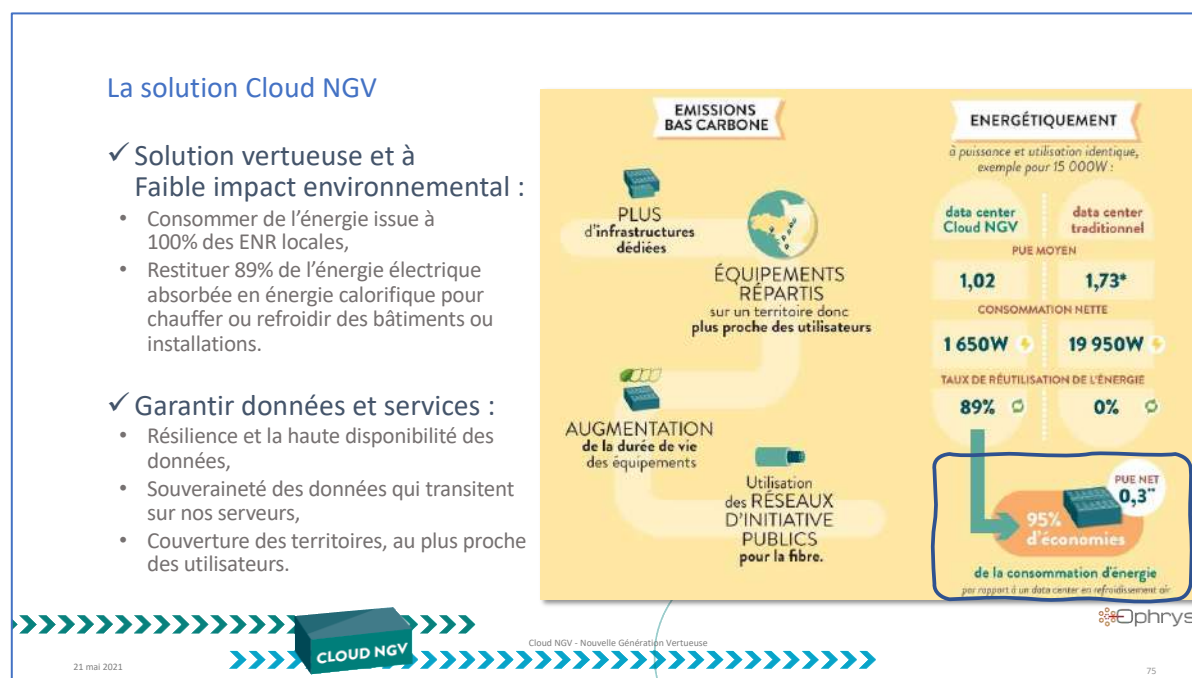 La solution Cloud NGV
✓ Solution vertueuse et à
Faible impact environnemental :
• Consommer de l’énergie issue à
100% des ENR locales,
• Restituer 89% de l’énergie électrique
absorbée en énergie calorifique pour
chauffer ou refroidir des bâtiments ou
installations.
✓ Garantir données et services :
• Résilience et la haute disponibilité des
données,
• Souveraineté des données qui transitent
sur nos serveurs,
• Couverture des territoires, au plus proche
des utilisateurs.
EMISSIONS
BAS CARBONE
PLUS
d'infrastructures
dédiées
ÉQUIPEMENTS
RÉPARTIS
sur un territoire donc
plus proche des utilisateurs
AUGMENTATION
de la durée de vie
des équipements
Utilisation
des RÉSEAUX
D'INITIATIVE
PUBLICS
pour la fibre.
ENERGÉTIQUEMENT
à puissance et utilisation identique,
exemple pour 15 000W :
data center
Cloud NGV
data center
traditionnel
PUE MOYEN
1,02
1,73*
CONSOMMATION NETTE
1 650W
19 950W
TAUX DE RÉUTILISATION DE L'ÉNERGIE
89%
0%
PUE NET
0,3**
95%
d'économies
de la consommation d'énergie
par rapport à un data center en refroidissement air
Ophrys
CLOUD NGV
Cloud NGV - Nouvelle Génération Vertueuse
21 mai 2021
75